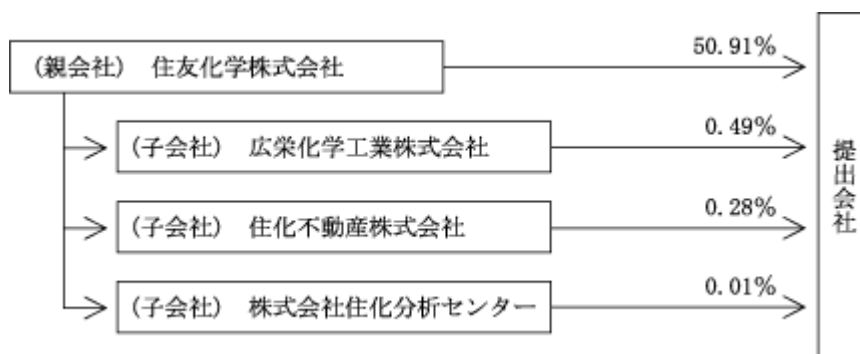 50.91%
(親会社) 住友化学株式会社
0.49%
(子会社) 広栄化学工業株式会社
0.28%
(子会社) 住化不動産株式会社
0.01%
(子会社) 株式会社住化分析センター
提出会社